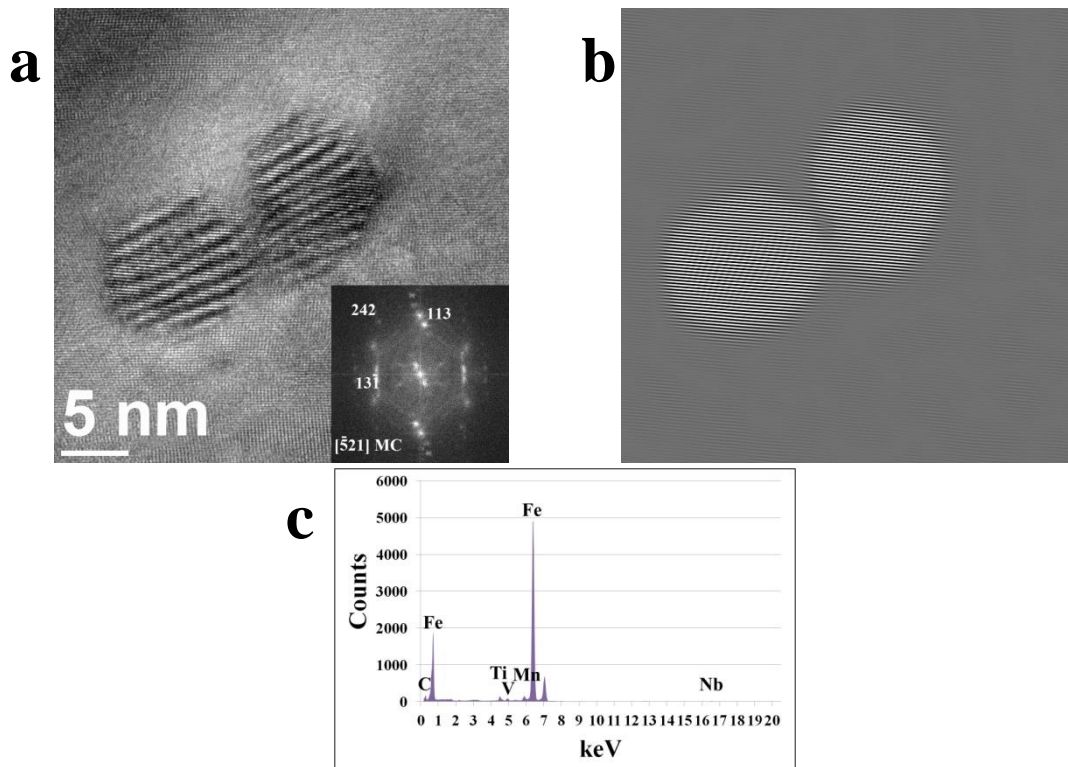 a
b
242
113
131̄
5 nm
[5̄21] MC
c
6000
5000
4000
3000
2000
1000
0
Counts
Fe
Fe
C
Ti
V
Mn
Nb
0 1 2 3 4 5 6 7 8 9 10 11 12 13 14 15 16 17 18 19 20
keV